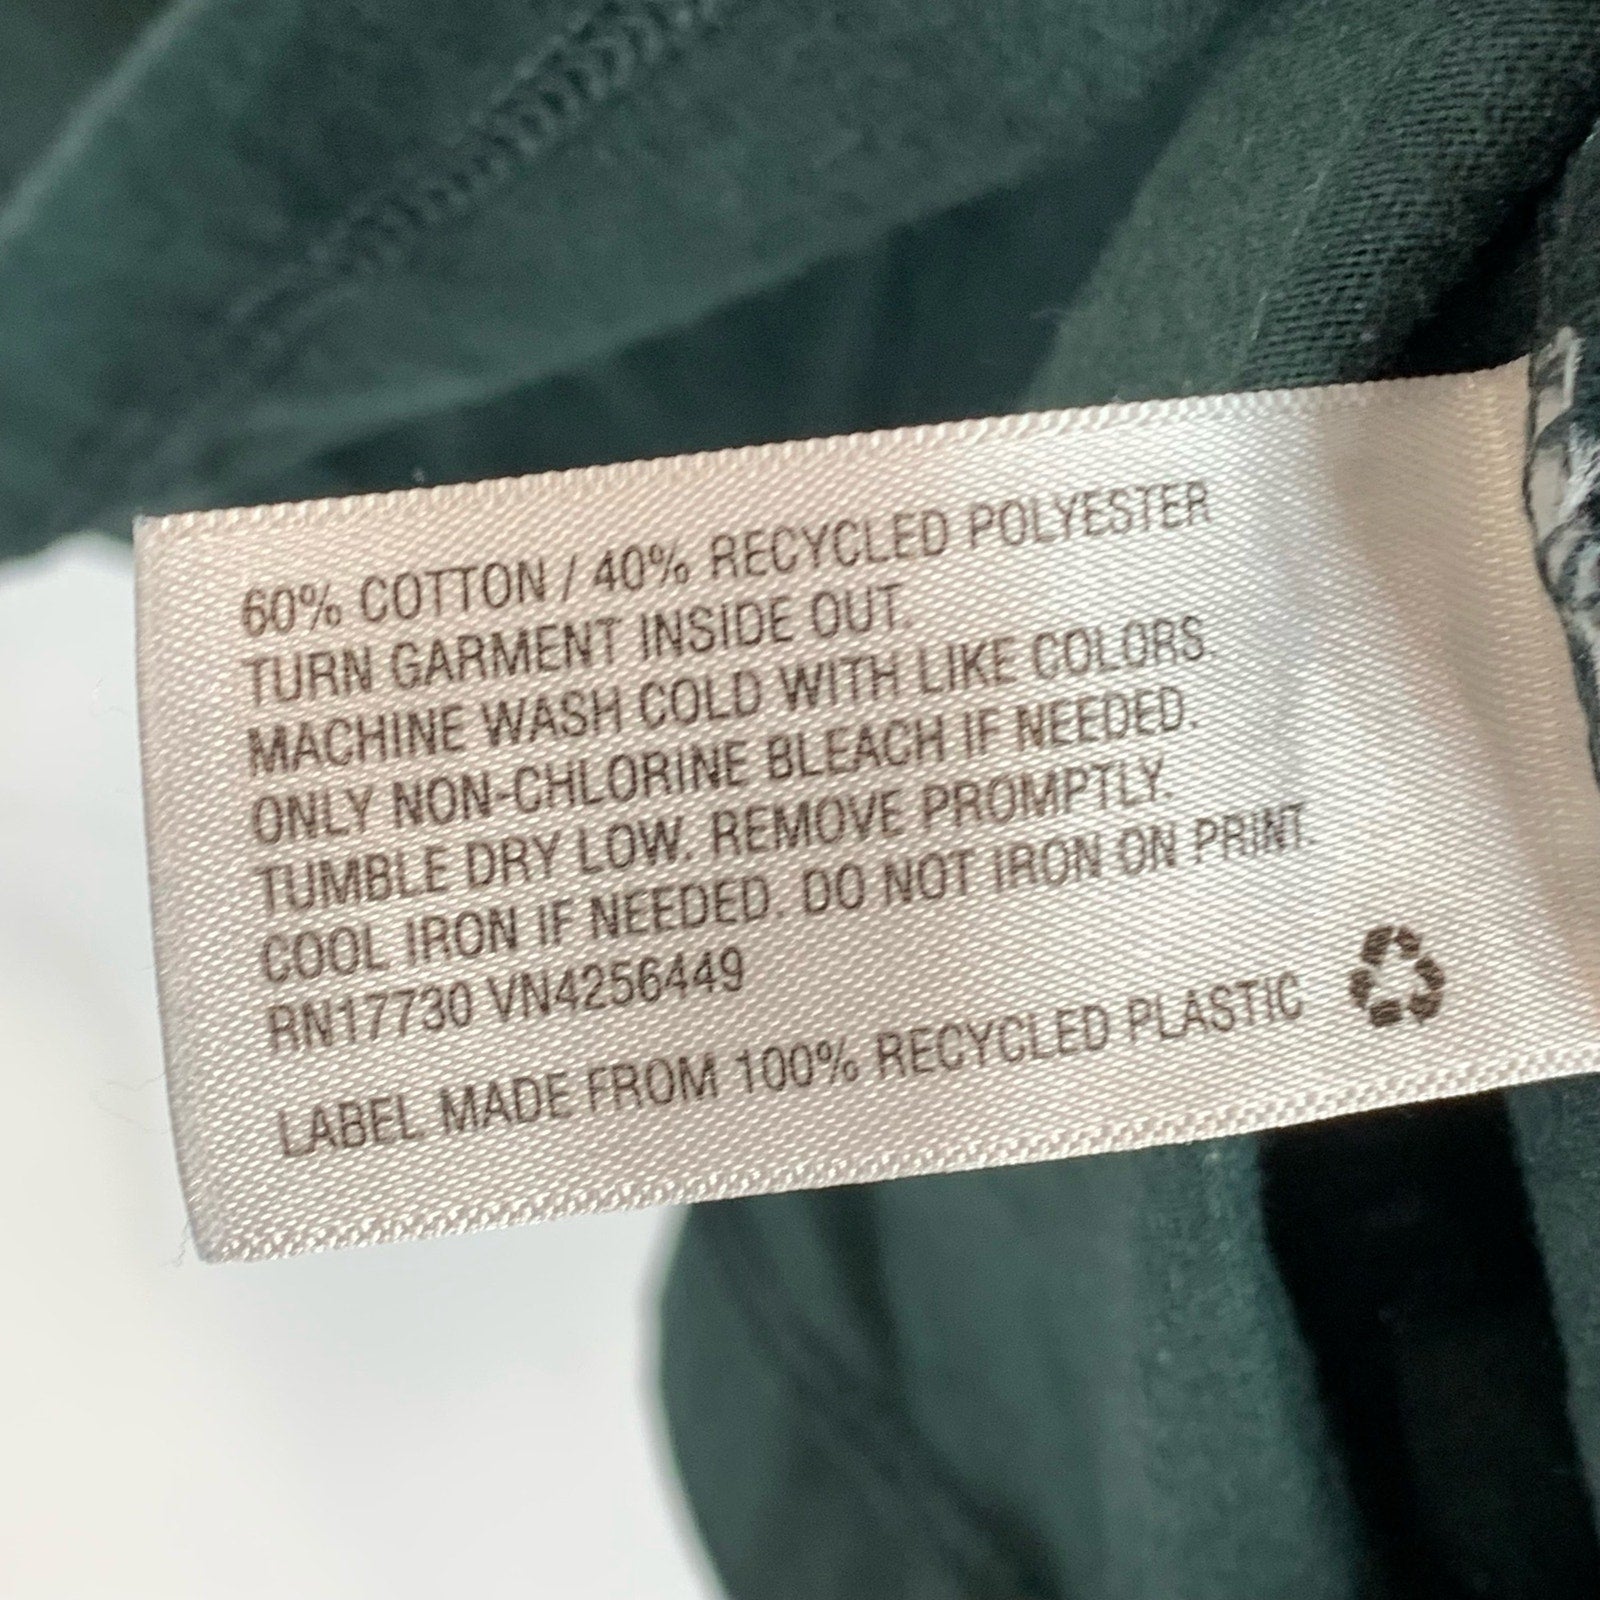 60% COTTON / 40% RECYCLED POLYESTER
TURN GARMENT INSIDE OUT.
MACHINE WASH COLD WITH LIKE COLORS.
ONLY NON-CHLORINE BLEACH IF NEEDED.
TUMBLE DRY LOW. REMOVE PROMPTLY.
COOL IRON IF NEEDED. DO NOT IRON ON PRINT.
RN17730 VN4256449
LABEL MADE FROM 100% RECYCLED PLASTIC